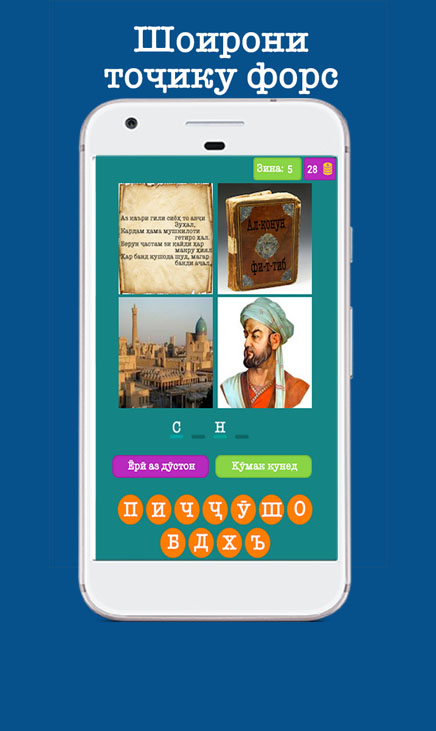 Шоирони
тоҷику форс
Зина: 5
28
Аз қаъри гили сиёҳ то авҷи
Зуҳал,
Кардам ҳама мушкилоти
гетиро ҳал.
Берун ҷастам зи қайди ҳар
макру ҳиял,
Ҳар банд кушода шуд, магар
банди аҷал.
Ал-қонун
фи-т-тиб
С _ Н _
Ёрӣ аз дӯстон
Кӯмак кунед
П И Ч Ҷ Ӯ Ш О
Б Д Х Ъ